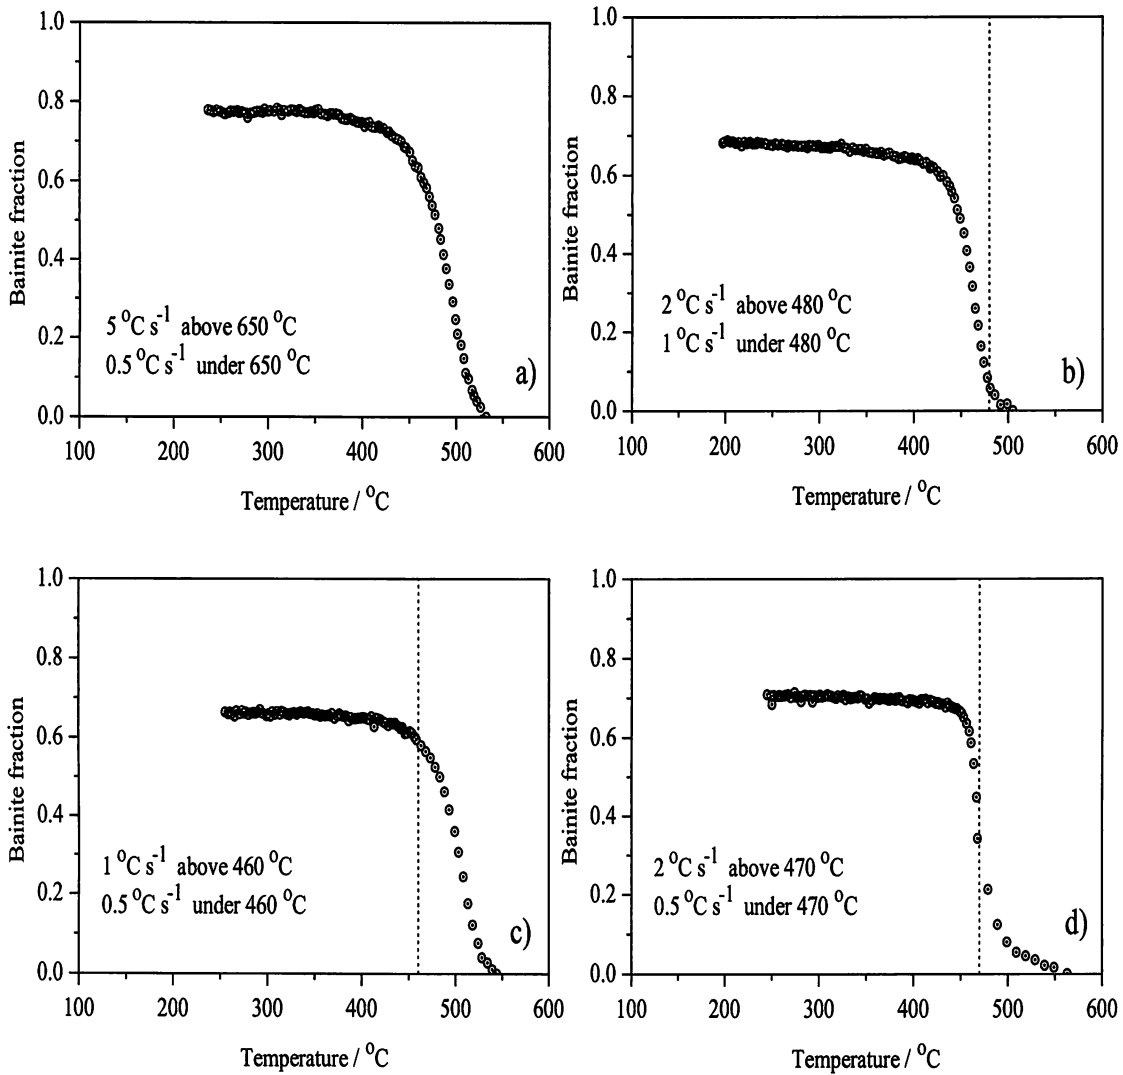 1.0
0.8
0.6
0.4
0.2
0.0
Bainite fraction
5 °C s⁻¹ above 650 °C
0.5 °C s⁻¹ under 650 °C
a)
100 200 300 400 500 600
Temperature / °C
1.0
0.8
0.6
0.4
0.2
0.0
Bainite fraction
2 °C s⁻¹ above 480 °C
1 °C s⁻¹ under 480 °C
b)
100 200 300 400 500 600
Temperature / °C
1.0
0.8
0.6
0.4
0.2
0.0
Bainite fraction
1 °C s⁻¹ above 460 °C
0.5 °C s⁻¹ under 460 °C
c)
100 200 300 400 500 600
Temperature / °C
1.0
0.8
0.6
0.4
0.2
0.0
Bainite fraction
2 °C s⁻¹ above 470 °C
0.5 °C s⁻¹ under 470 °C
d)
100 200 300 400 500 600
Temperature / °C